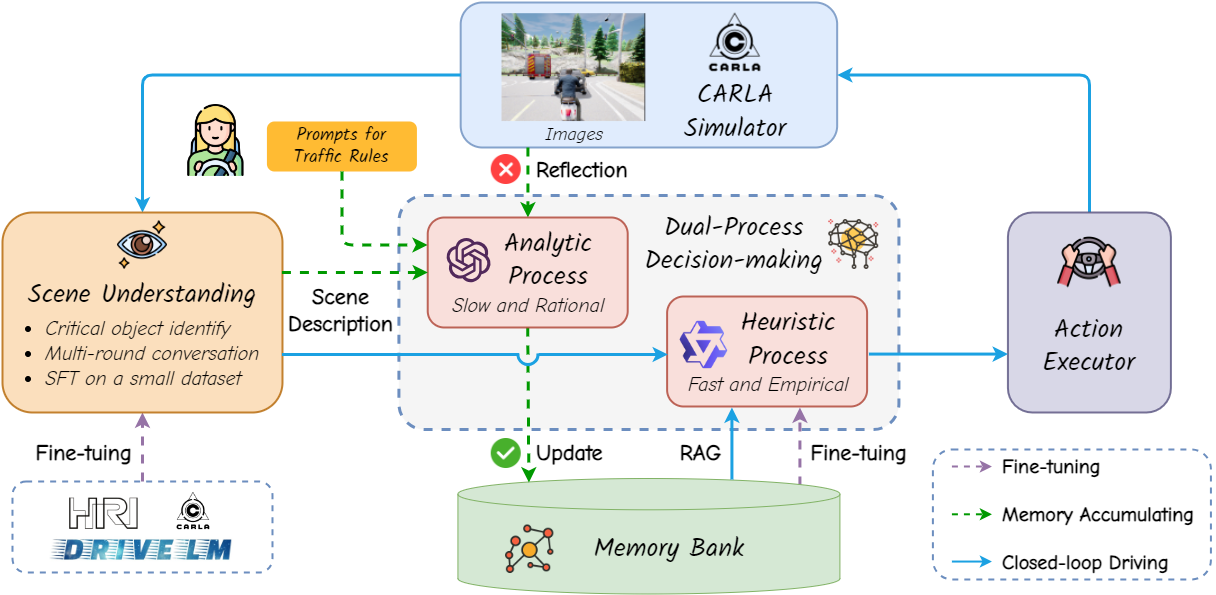 CARLA
CARLA
Simulator
Images
Prompts for
Traffic Rules
Reflection
Scene Understanding
• Critical object identify
• Multi-round conversation
• SFT on a small dataset
Scene
Description
Dual-Process
Decision-making
Analytic
Process
Slow and Rational
Heuristic
Process
Fast and Empirical
Action
Executor
Fine-tuing
HRI
CARLA
DRIVE LM
Update
RAG
Fine-tuing
Memory Bank
Fine-tuning
Memory Accumulating
Closed-loop Driving